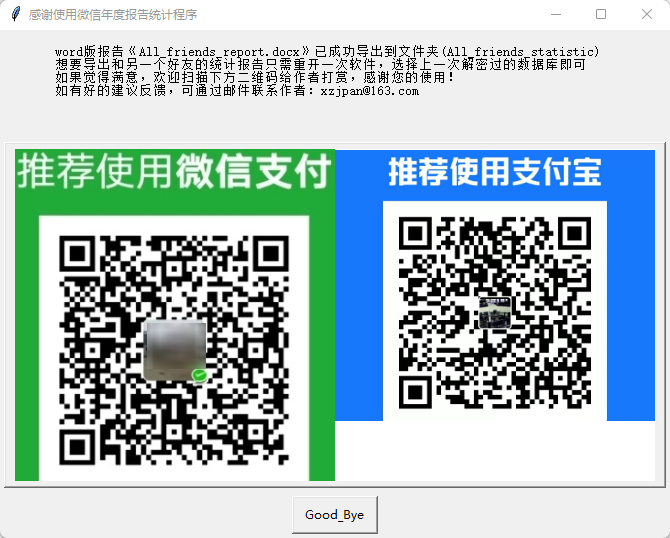 感谢使用微信年度报告统计程序
word版报告《All_friends_report.docx》已成功导出到文件夹(All_friends_statistic)
想要导出和另一个好友的统计报告只需重开一次软件，选择上一次解密过的数据库即可
如果觉得满意，欢迎扫描下方二维码给作者打赏，感谢您的使用！
如有好的建议反馈，可通过邮件联系作者：xzjpan@163.com
推荐使用微信支付
推荐使用支付宝
Good_Bye